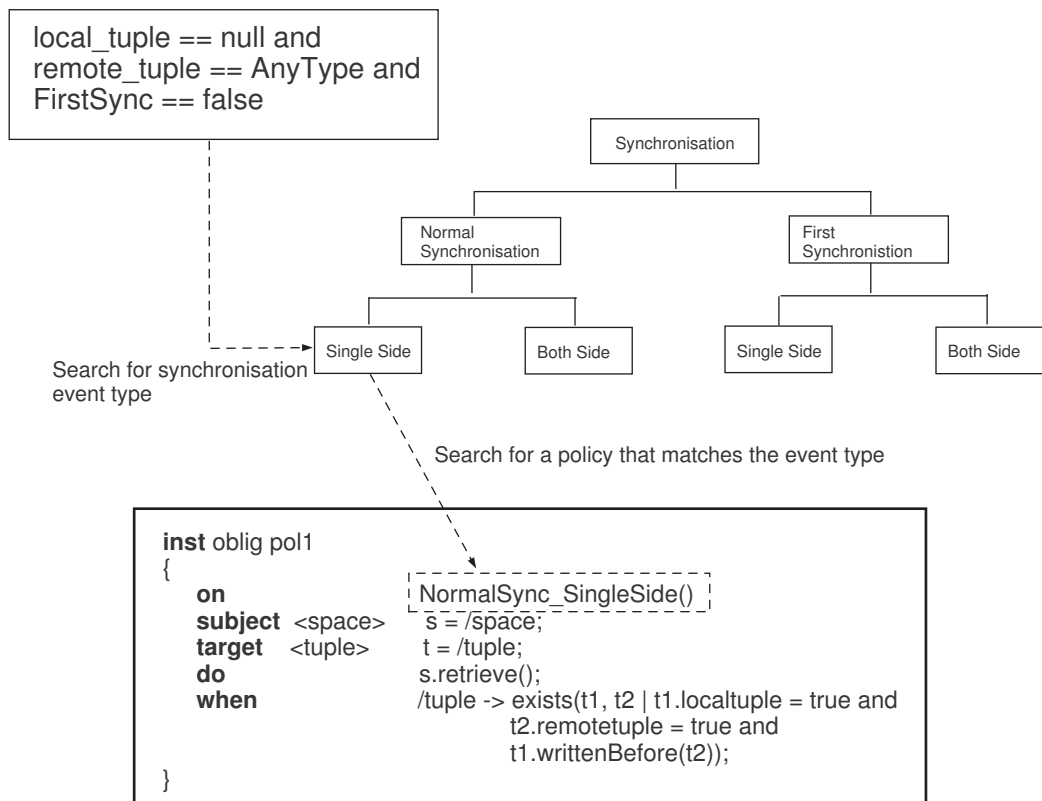 local_tuple == null and
remote_tuple == AnyType and
FirstSync == false
Synchronisation
Normal
Synchronisation
First
Synchronistion
Single Side
Both Side
Single Side
Both Side
Search for synchronisation
event type
Search for a policy that matches the event type
inst oblig pol1
{
on NormalSync_SingleSide()
subject <space> s = /space;
target <tuple> t = /tuple;
do s.retrieve();
when /tuple -> exists(t1, t2 | t1.localtuple = true and
t2.remotetuple = true and
t1.writtenBefore(t2));
}